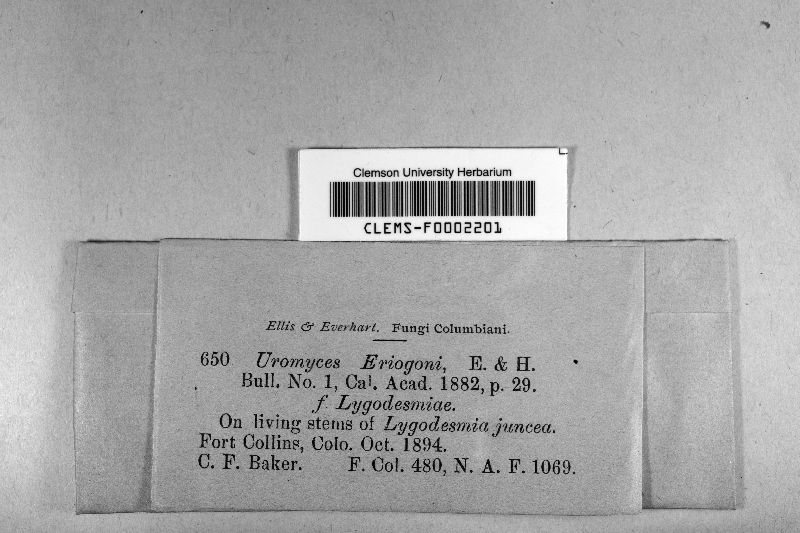 Clemson University Herbarium
CLEMS-F0002201
Ellis & Everhart. Fungi Columbiani.
650 Uromyces Eriogoni, E. & H.
Bull. No. 1, Cal. Acad. 1882, p. 29.
f. Lygodesmiae.
On living stems of Lygodesmia juncea.
Fort Collins, Colo. Oct. 1894.
C. F. Baker. F. Col. 480, N. A. F. 1069.